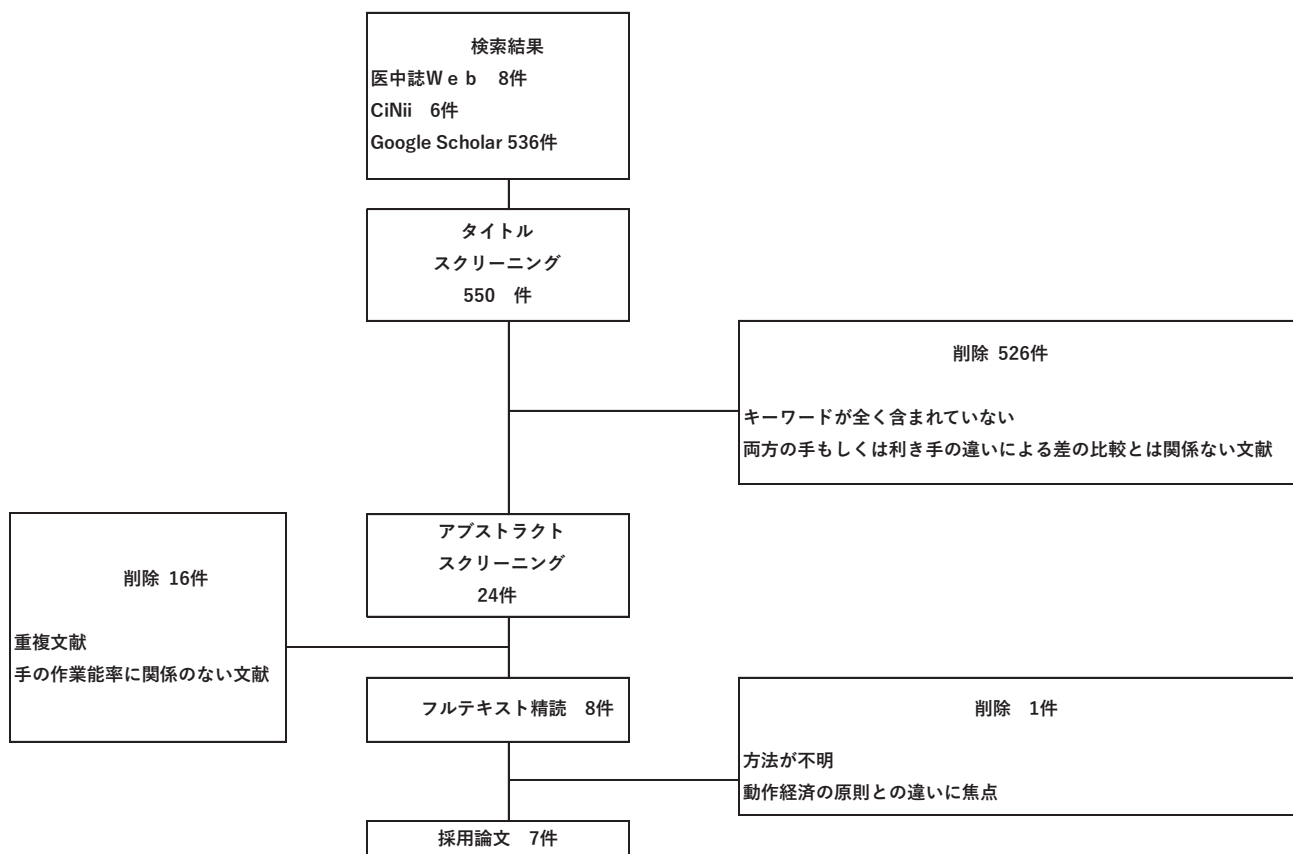 検索結果
医中誌Web　8件
CiNii　6件
Google Scholar 536件
タイトル
スクリーニング
550　件
削除 526件
キーワードが全く含まれていない
両方の手もしくは利き手の違いによる差の比較とは関係ない文献
アブストラクト
スクリーニング
24件
削除 16件
重複文献
手の作業能率に関係のない文献
フルテキスト精読　8件
削除　1件
方法が不明
動作経済の原則との違いに焦点
採用論文　7件